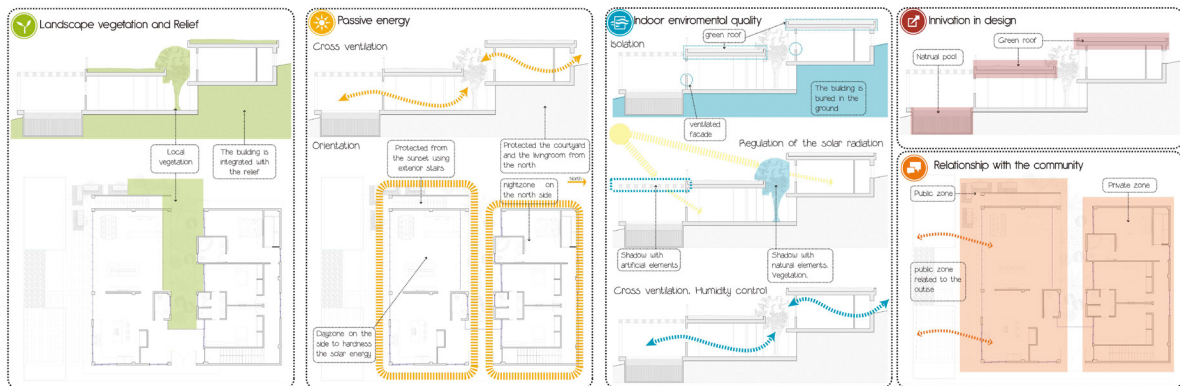 Landscape vegetation and Relief
Local
vegetation
The building is
integrated with
the relief
Passive energy
Cross ventilation
Orientation
Protected from
the sunset using
exterior stairs
Protected the courtyard
and the livingroom from
the north
nightzone on
the north side
North
Dayzone on the
side to hardness
the solar energy
Indoor enviromental quality
Isolation
green roof
The building is
buried in the
ground
ventilated
facade
Regulation of the solar radiation
Shadow with
artificial elements
Shadow with
natural elements.
Vegetation.
Cross ventilation. Humidity control
Innivation in design
Natrual pool
Green roof
Relationship with the community
Public zone
Private zone
public zone
related to the
outise